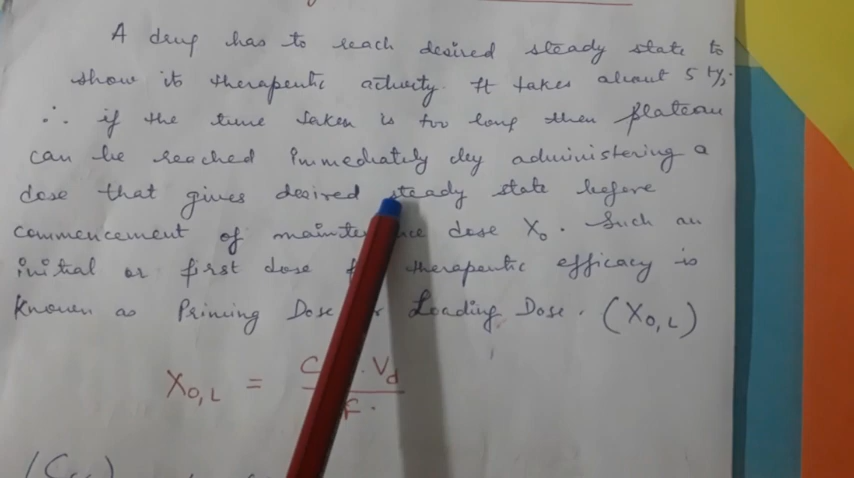 A drug has to reach desired steady state to
show its therapeutic activity. It takes about 5 t½.
∴ if the time taken is too long then plateau
can be reached immediately by administering a
dose that gives desired steady state before
commencement of dose X₀. Such an
initial or first dose therapeutic efficacy is
known as Priming Dose Loading Dose. (X₀,L)
X₀,L = C . Vd
F.
(Css)